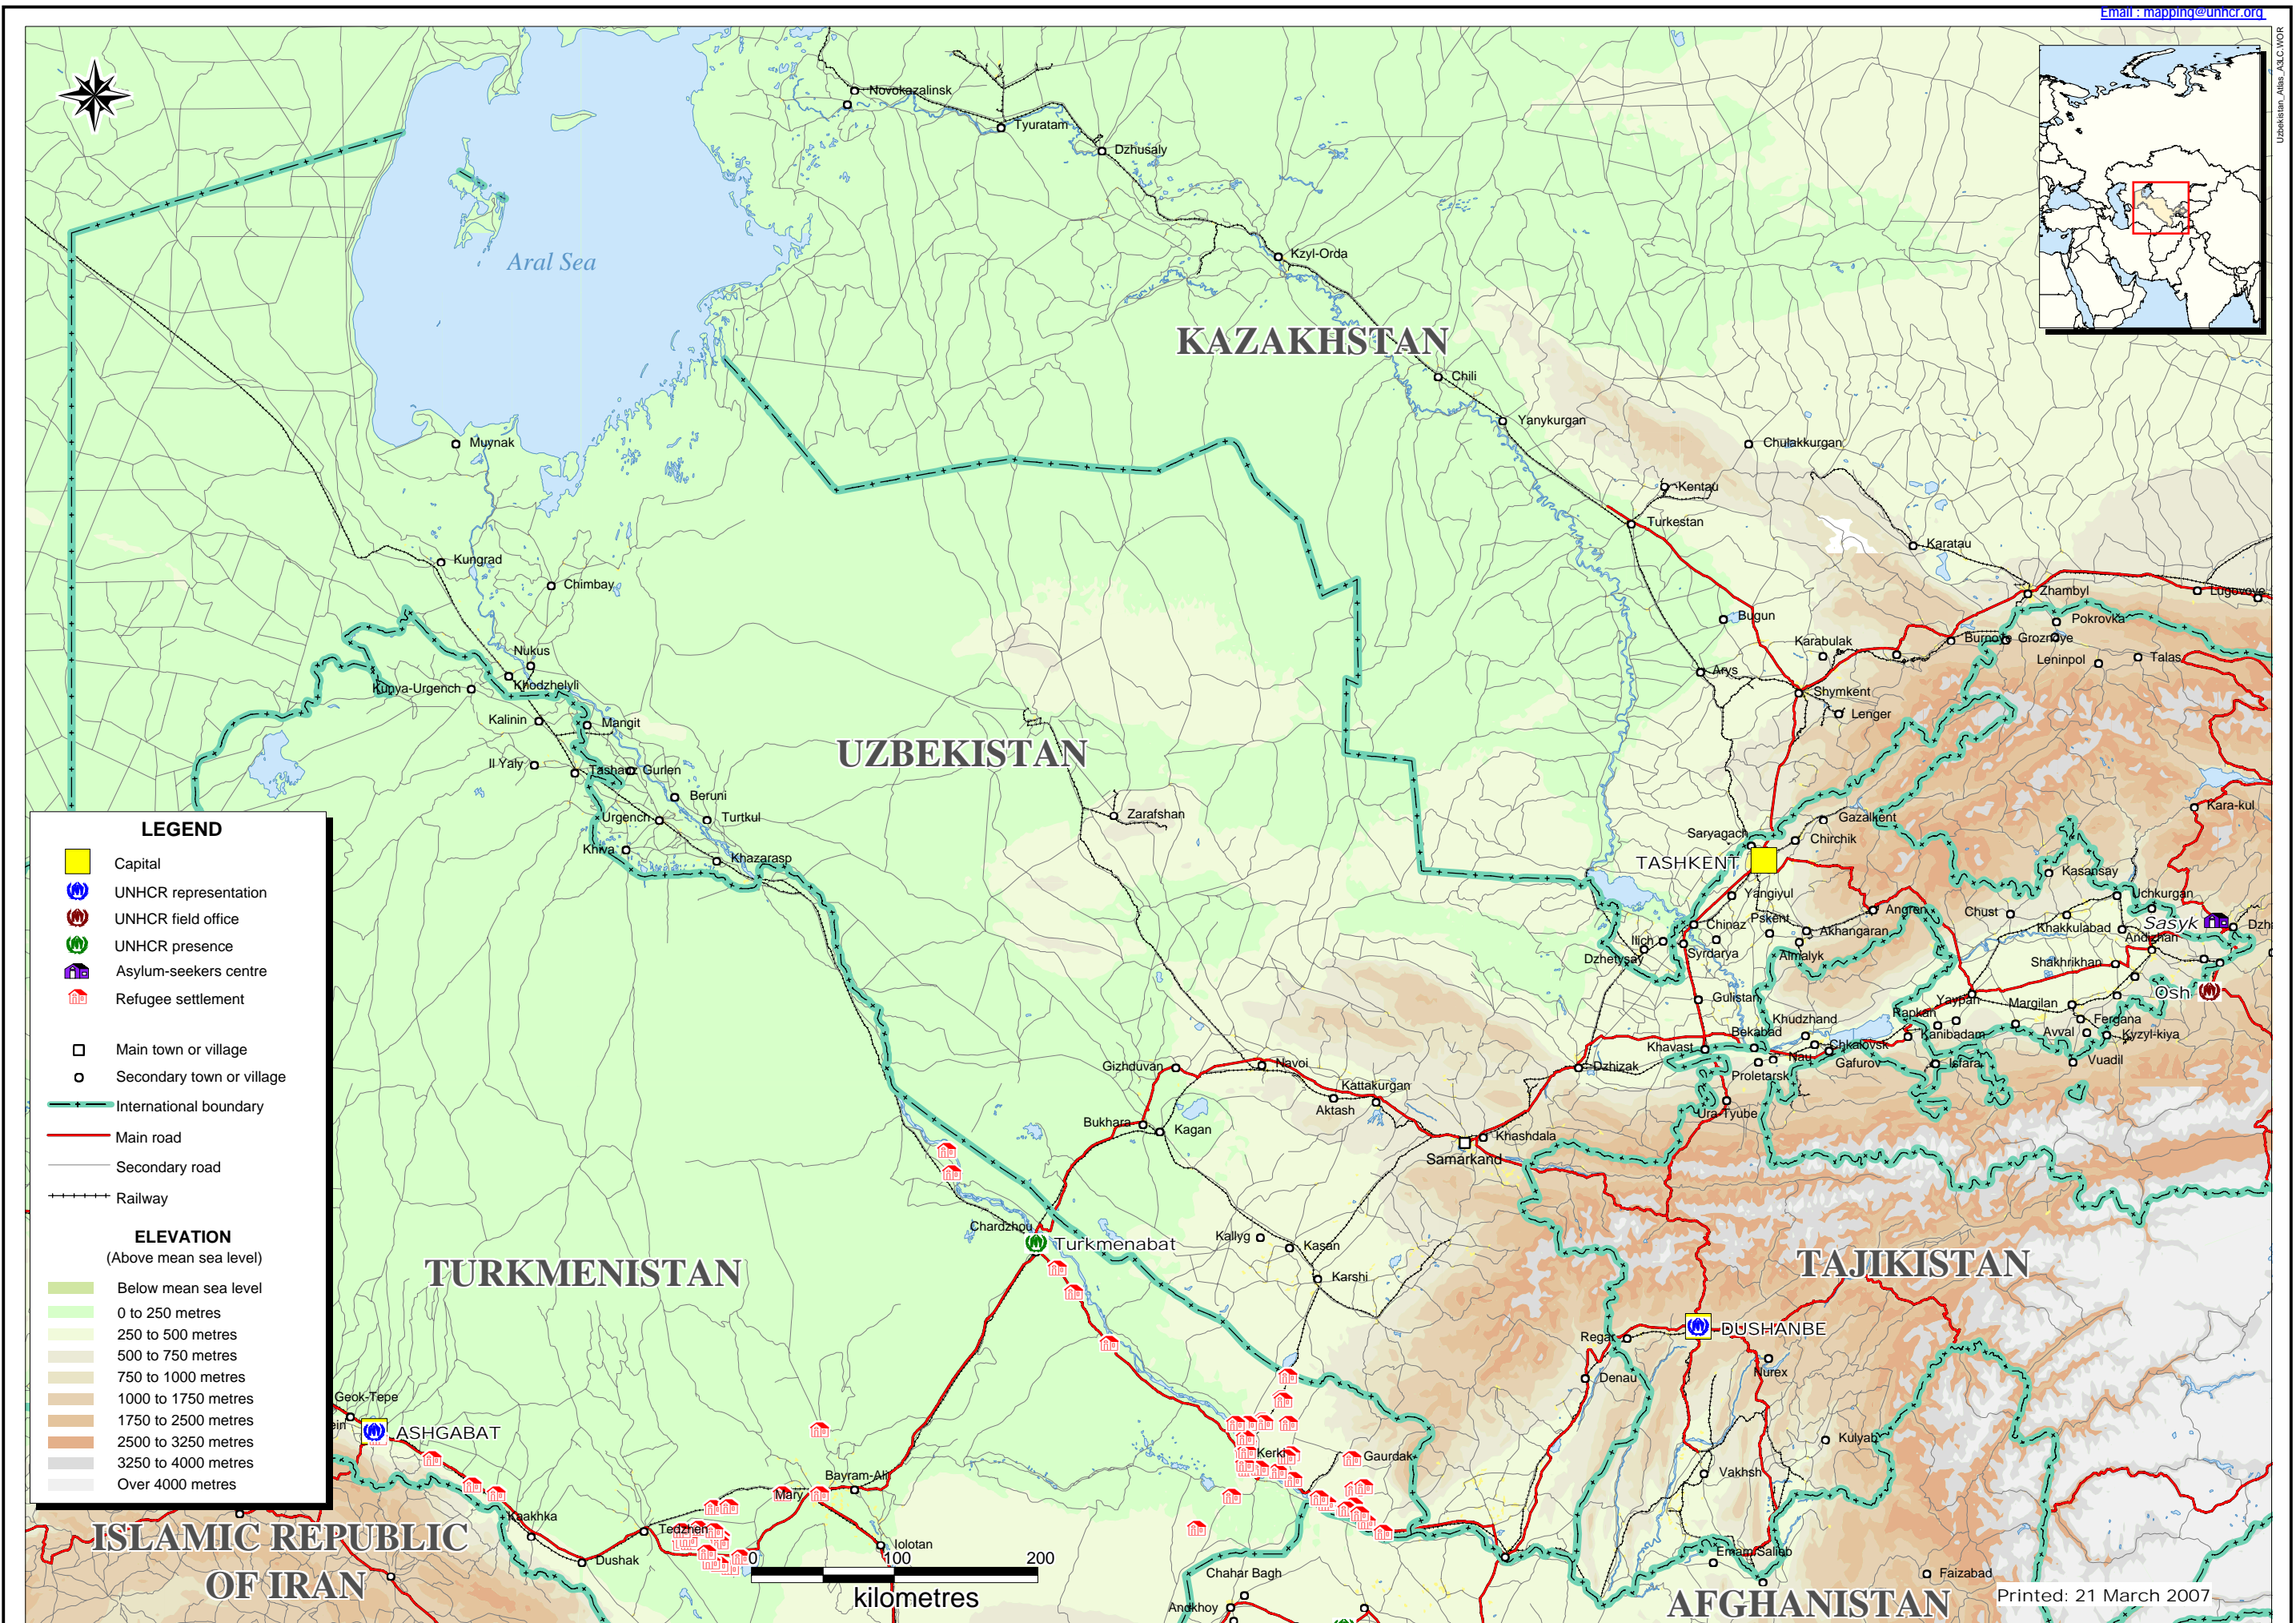 Email : mapping@unhcr.org
Uzbekistan_Atlas_A3LC.WOR
Novokazalinsk
Tyuratam
Dzhusaly
Aral Sea
Kzyl-Orda
KAZAKHSTAN
Chili
Yanykurgan
Muynak
Chulakkurgan
Kentau
Turkestan
Karatau
Kungrad
Chimbay
Zhambyl
Lugovoye
Bugun
Pokrovka
Karabulak
Burnoye
Groznoye
Nukus
Leninpol
Talas
Arys
Khodzhelyli
Kunya-Urgench
Shymkent
Lenger
Kalinin
Mangit
UZBEKISTAN
Il Yaly
Tashauz
Gurlen
Beruni
Kara-kul
Zarafshan
Urgench
Turtkul
Gazalkent
Saryagach
Chirchik
Khiva
Khazarasp
TASHKENT
Kasansay
Yangiyul
Uchkurgan
Angren
Chust
Pskent
Chinaz
Akhangaran
Khakkulabad
Sasyk
Dzha
Andizhan
Ilich
Syrdarya
Almalyk
Dzhetysay
Shakhrikhan
Osh
Gulistan
Yaypan
Margilan
Rapkan
Khudzhand
Fergana
Bekabad
Kanibadam
Avval
Kyzyl-kiya
Khavast
Chkalovsk
Nau
Gafurov
Isfara
Vuadil
Proletarsk
Dzhizak
Gizhduvan
Navoi
Kattakurgan
Aktash
Ura-Tyube
Bukhara
Kagan
Khashdala
Samarkand
Chardzhou
Turkmenabat
Kallyg
Kasan
Karshi
TURKMENISTAN
TAJIKISTAN
DUSHANBE
Regar
Nurex
Denau
Geok-Tepe
ein
ASHGABAT
Kulyab
Kerki
Gaurdak
Vakhsh
Bayram-Ali
Mary
Kaakhka
Tedzhen
Dushak
Iolotan
Emam Saheb
Chahar Bagh
Andkhoy
Faizabad
ISLAMIC REPUBLIC
OF IRAN
AFGHANISTAN
0 100 200
kilometres
Printed: 21 March 2007
LEGEND
Capital
UNHCR representation
UNHCR field office
UNHCR presence
Asylum-seekers centre
Refugee settlement
Main town or village
Secondary town or village
International boundary
Main road
Secondary road
Railway
ELEVATION
(Above mean sea level)
Below mean sea level
0 to 250 metres
250 to 500 metres
500 to 750 metres
750 to 1000 metres
1000 to 1750 metres
1750 to 2500 metres
2500 to 3250 metres
3250 to 4000 metres
Over 4000 metres